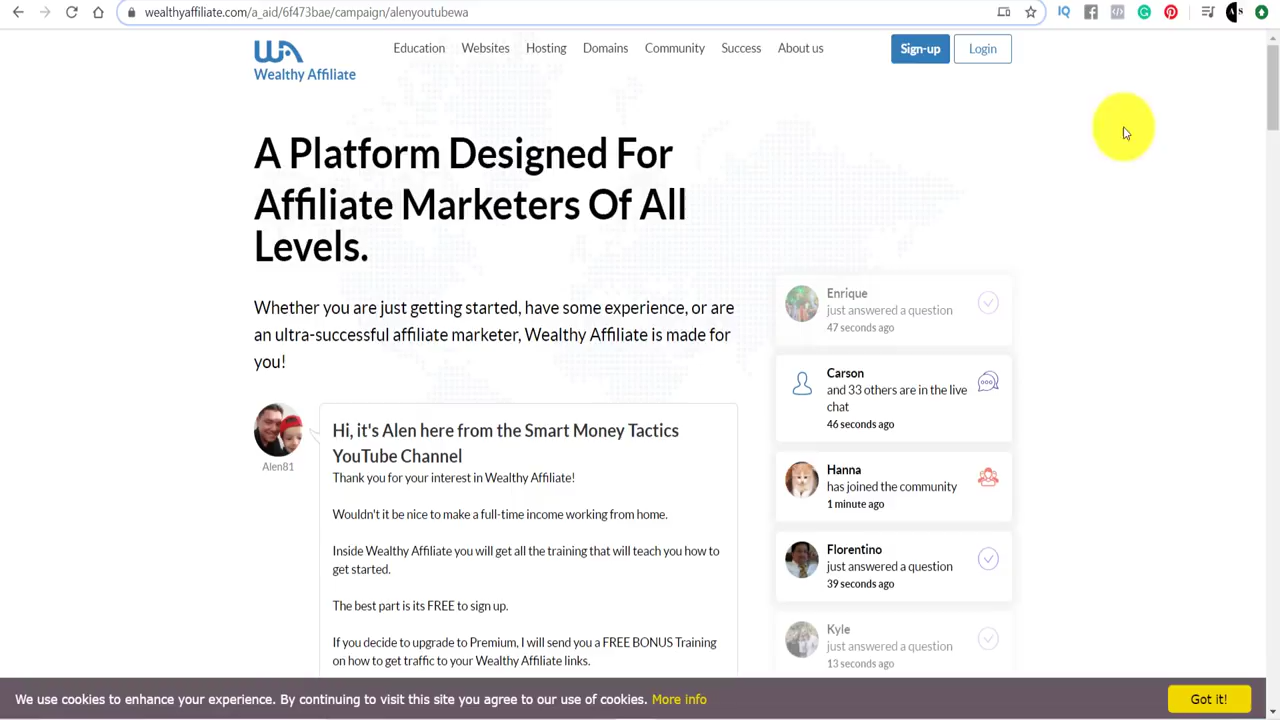 wealthyaffiliate.com/a_aid/6f473bae/campaign/alenyoutubewa
WA
Wealthy Affiliate
Education Websites Hosting Domains Community Success About us
Sign-up Login
A Platform Designed For
Affiliate Marketers Of All
Levels.
Whether you are just getting started, have some experience, or are
an ultra-successful affiliate marketer, Wealthy Affiliate is made for
you!
Alen81
Hi, it's Alen here from the Smart Money Tactics
YouTube Channel
Thank you for your interest in Wealthy Affiliate!
Wouldn't it be nice to make a full-time income working from home.
Inside Wealthy Affiliate you will get all the training that will teach you how to
get started.
The best part is its FREE to sign up.
If you decide to upgrade to Premium, I will send you a FREE BONUS Training
on how to get traffic to your Wealthy Affiliate links.
Enrique
just answered a question
47 seconds ago
Carson
and 33 others are in the live
chat
46 seconds ago
Hanna
has joined the community
1 minute ago
Florentino
just answered a question
39 seconds ago
Kyle
just answered a question
13 seconds ago
We use cookies to enhance your experience. By continuing to visit this site you agree to our use of cookies. More info
Got it!